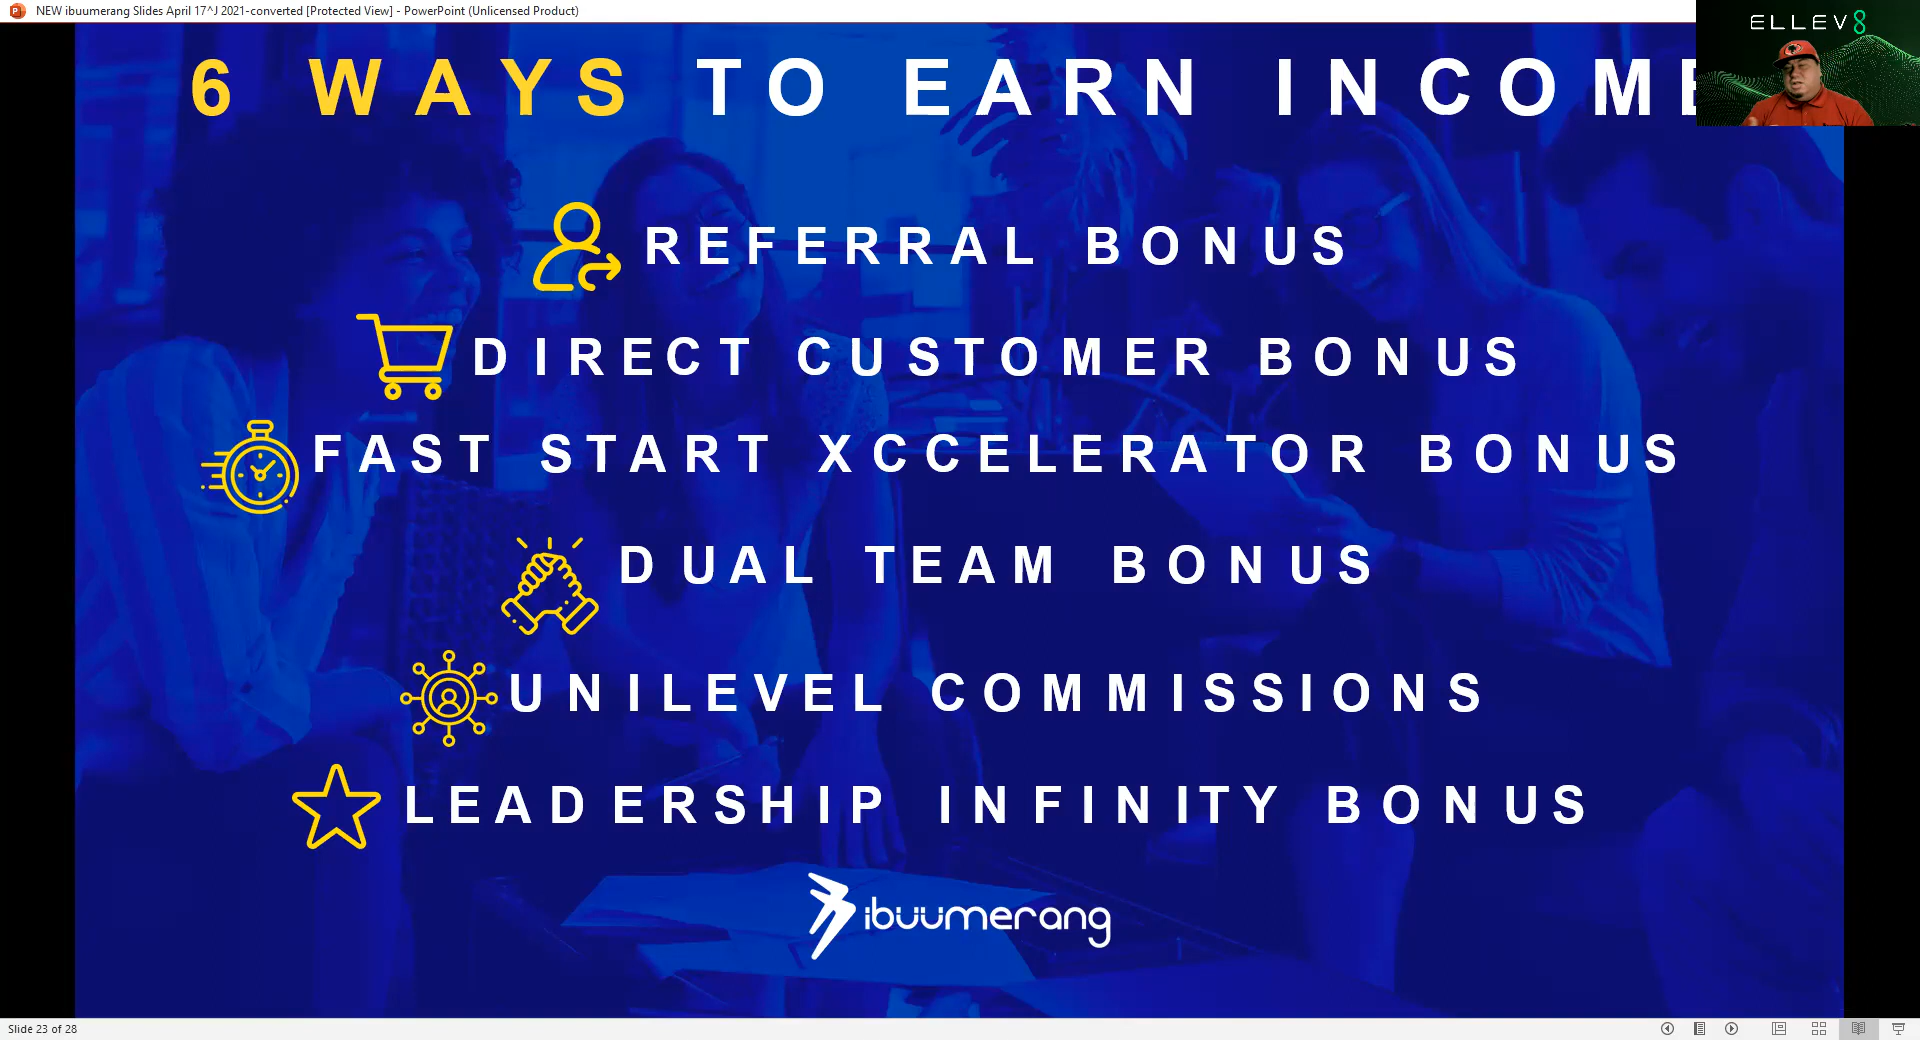 NEW ibuumerang Slides April 17^J 2021-converted [Protected View] - PowerPoint (Unlicensed Product)
ELLEV8
6 WAYS TO EARN INCOME
REFERRAL BONUS
DIRECT CUSTOMER BONUS
FAST START XCCELERATOR BONUS
DUAL TEAM BONUS
UNILEVEL COMMISSIONS
LEADERSHIP INFINITY BONUS
ibuumerang
Slide 23 of 28